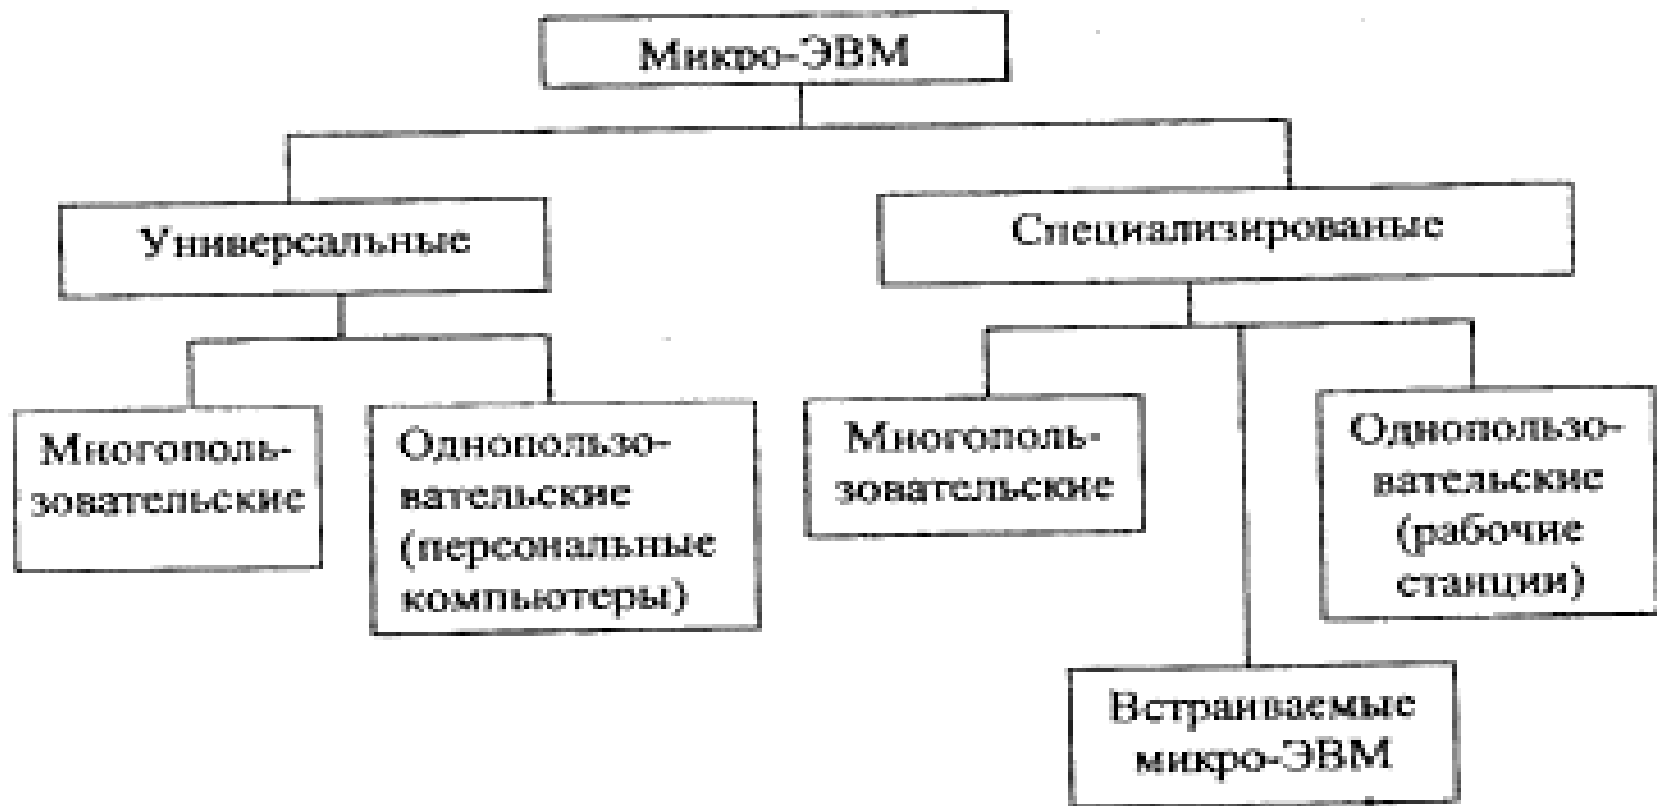 Микро-ЭВМ
Универсальные
Специализированые
Многополь-
зовательские
Однопользо-
вательские
(персональные
компьютеры)
Многополь-
зовательские
Однопользо-
вательские
(рабочие
станции)
Встраиваемые
микро-ЭВМ